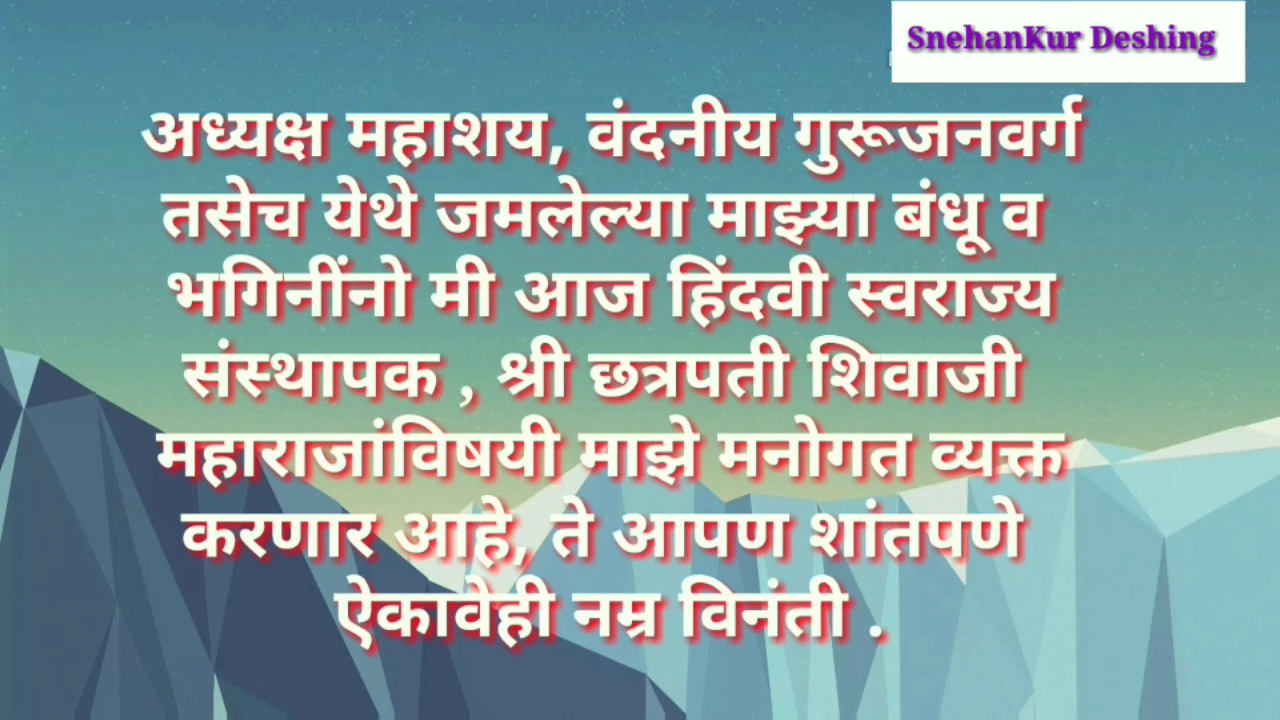 SnehanKur Deshing
अध्यक्ष महाशय, वंदनीय गुरूजनवर्ग
तसेच येथे जमलेल्या माझ्या बंधू व
भगिनींनो मी आज हिंदवी स्वराज्य
संस्थापक , श्री छत्रपती शिवाजी
महाराजांविषयी माझे मनोगत व्यक्त
करणार आहे, ते आपण शांतपणे
ऐकावेही नम्र विनंती .